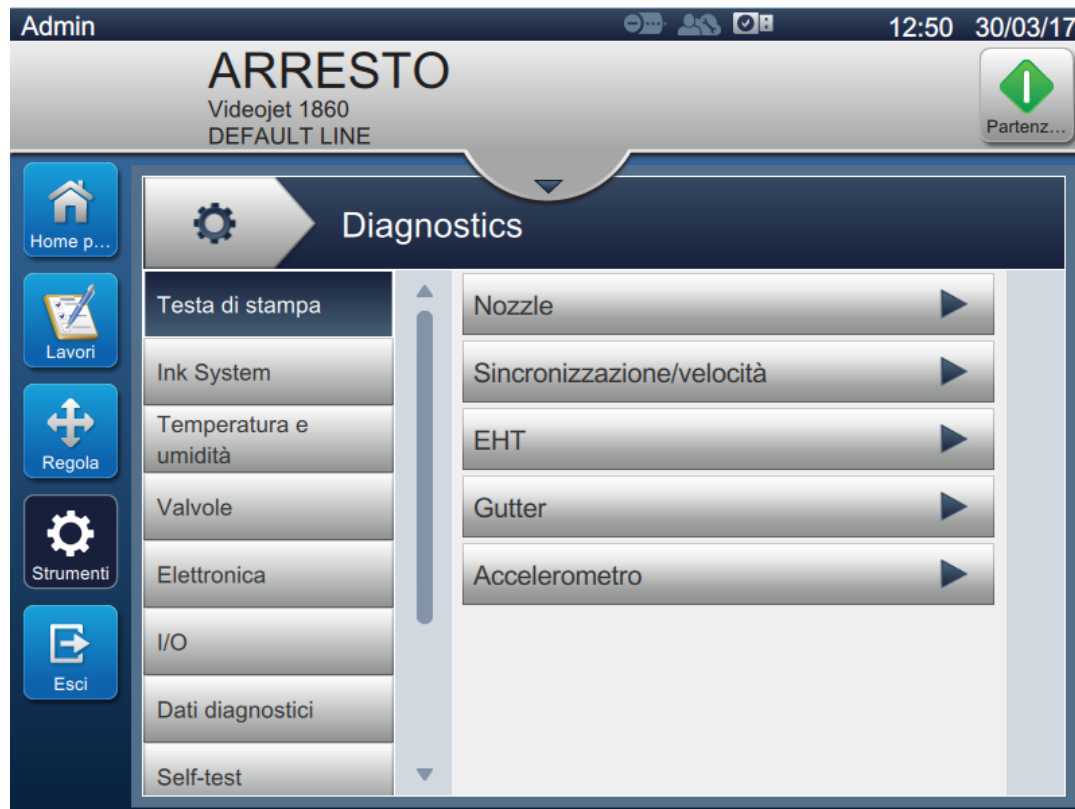 Admin
12:50 30/03/17
ARRESTO
Videojet 1860
DEFAULT LINE
Partenz...
Home p...
Lavori
Regola
Strumenti
Esci
Diagnostics
Testa di stampa
Ink System
Temperatura e
umidità
Valvole
Elettronica
I/O
Dati diagnostici
Self-test
Nozzle
Sincronizzazione/velocità
EHT
Gutter
Accelerometro